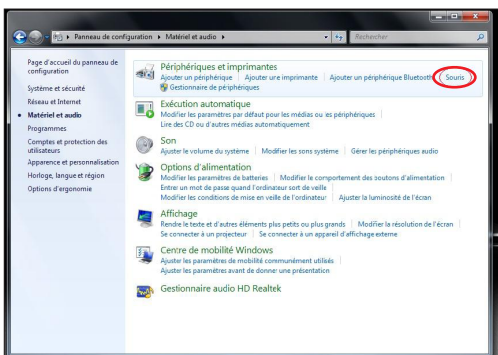 Panneau de configuration ▸ Matériel et audio ▸
Rechercher
Page d'accueil du panneau de
configuration
Système et sécurité
Réseau et Internet
Matériel et audio
Programmes
Comptes et protection des
utilisateurs
Apparence et personnalisation
Horloge, langue et région
Options d'ergonomie
Périphériques et imprimantes
Ajouter un périphérique | Ajouter une imprimante | Ajouter un périphérique Bluetooth | Souris
Gestionnaire de périphériques
Exécution automatique
Modifier les paramètres par défaut pour les médias ou les périphériques
Lire des CD ou d'autres médias automatiquement
Son
Ajuster le volume du système | Modifier les sons système | Gérer les périphériques audio
Options d'alimentation
Modifier les paramètres de batteries | Modifier le comportement des boutons d'alimentation
Entrer un mot de passe quand l'ordinateur sort de veille
Modifier les conditions de mise en veille de l'ordinateur | Ajuster la luminosité de l'écran
Affichage
Rendre le texte et d'autres éléments plus petits ou plus grands | Modifier la résolution de l'écran
Se connecter à un projecteur | Se connecter à un appareil d'affichage externe
Centre de mobilité Windows
Ajuster les paramètres de mobilité communément utilisés
Ajuster les paramètres avant de donner une présentation
Gestionnaire audio HD Realtek